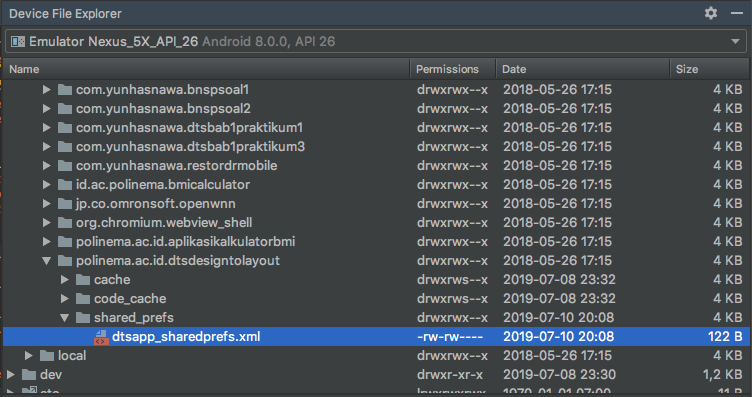 Device File Explorer
Emulator Nexus_5X_API_26 Android 8.0.0, API 26
Name Permissions Date Size
com.yunhasnawa.bnspsoal1 drwxrwx--x 2018-05-26 17:15 4 KB
com.yunhasnawa.bnspsoal2 drwxrwx--x 2018-05-26 17:15 4 KB
com.yunhasnawa.dtsbab1praktikum1 drwxrwx--x 2018-05-26 17:15 4 KB
com.yunhasnawa.dtsbab1praktikum3 drwxrwx--x 2018-05-26 17:15 4 KB
com.yunhasnawa.restordrmobile drwxrwx--x 2018-05-26 17:15 4 KB
id.ac.polinema.bmicalculator drwxrwx--x 2018-05-26 17:15 4 KB
jp.co.omronsoft.openwnn drwxrwx--x 2018-05-26 17:15 4 KB
org.chromium.webview_shell drwxrwx--x 2018-05-26 17:15 4 KB
polinema.ac.id.aplikasikalkulatorbmi drwxrwx--x 2018-05-26 17:15 4 KB
polinema.ac.id.dtsdesigntolayout drwxrwx--x 2018-05-26 17:15 4 KB
cache drwxrws--x 2019-07-08 23:32 4 KB
code_cache drwxrws--x 2019-07-08 23:32 4 KB
shared_prefs drwxrwx--x 2019-07-10 20:08 4 KB
dtsapp_sharedprefs.xml -rw-rw---- 2019-07-10 20:08 122 B
local drwxrwx--x 2018-05-26 17:15 4 KB
dev drwxr-xr-x 2019-07-08 23:30 1,2 KB
etc lrwxrwxrwx 1970-01-01 07:00 11 B